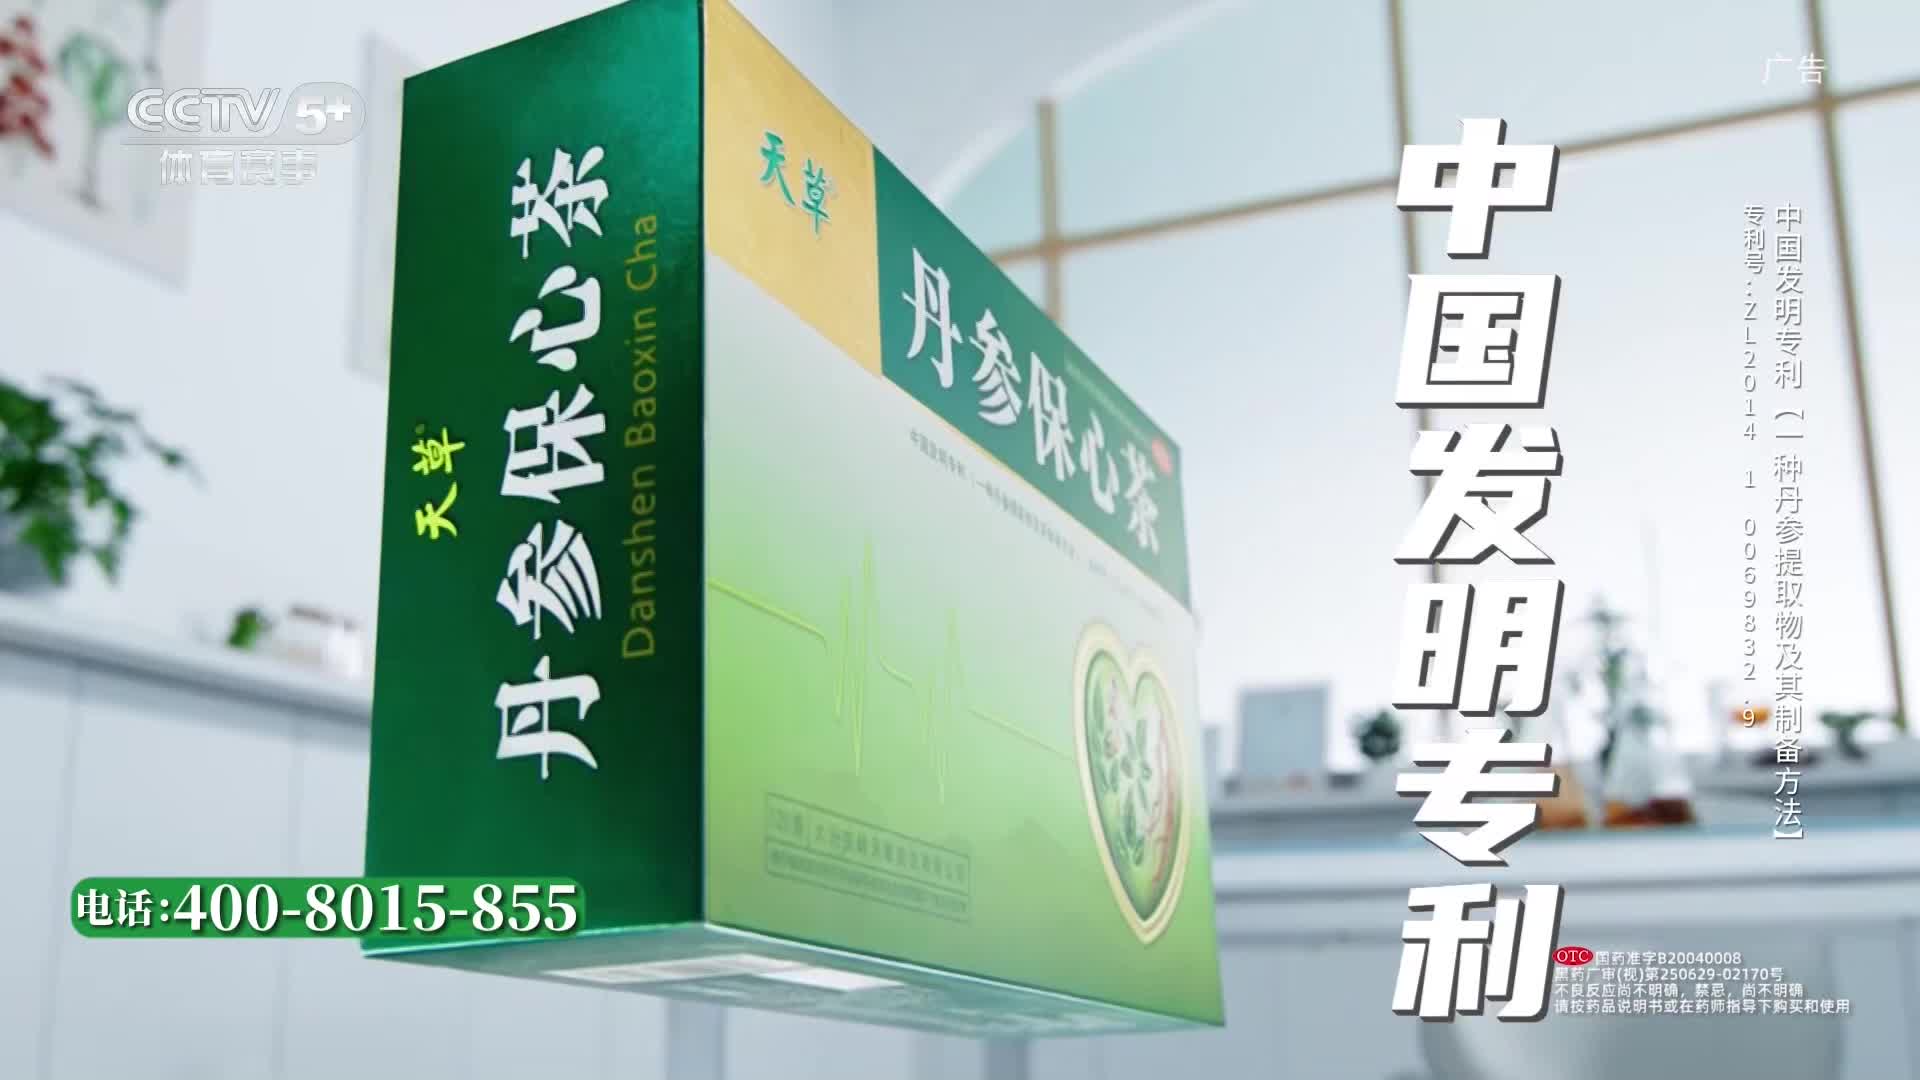 CCTV 5+
体育赛事
广告
天草
丹参保心茶
Danshen Baoxin Cha
天草
丹参保心茶
中国发明专利
中国发明专利【一种丹参提取物及其制备方法】
专利号:ZL2014 1 0069832.9
电话:400-8015-855
OTC 国药准字B20040008
黑药广审(视)第250629-02170号
不良反应尚不明确，禁忌，尚不明确
请按药品说明书或在药师指导下购买和使用